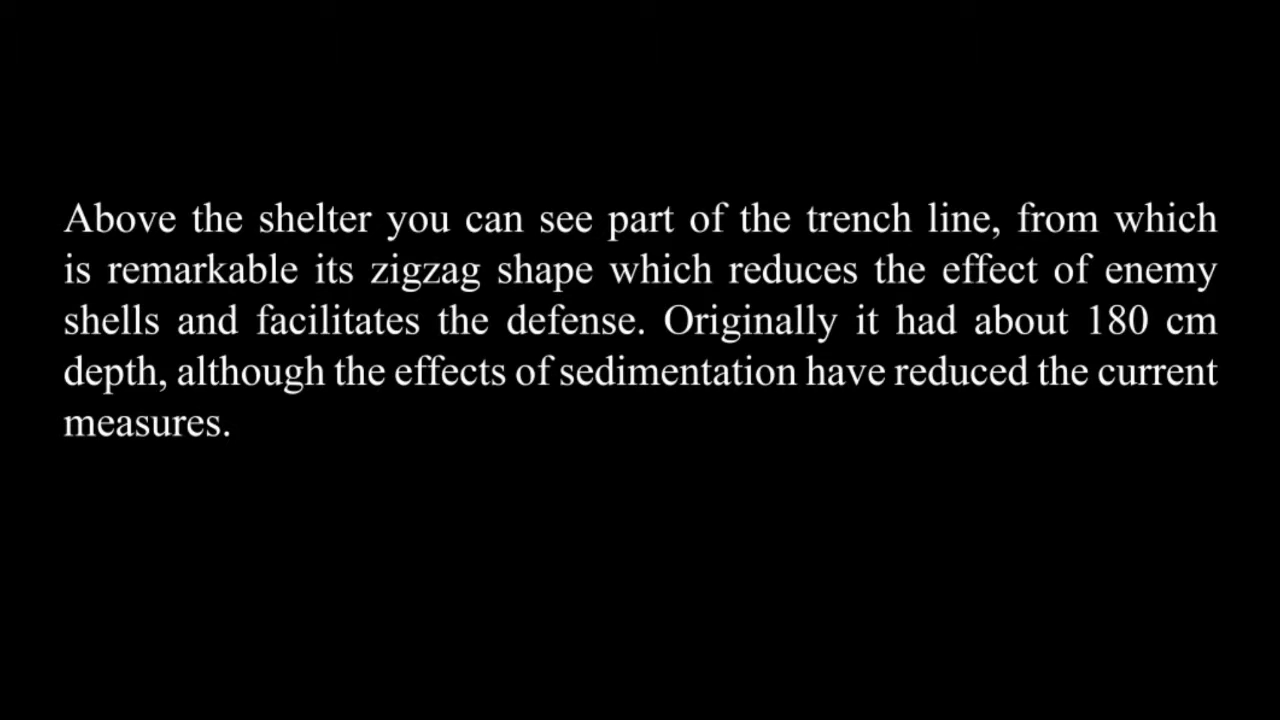 Above the shelter you can see part of the trench line, from which
is remarkable its zigzag shape which reduces the effect of enemy
shells and facilitates the defense. Originally it had about 180 cm
depth, although the effects of sedimentation have reduced the current
measures.